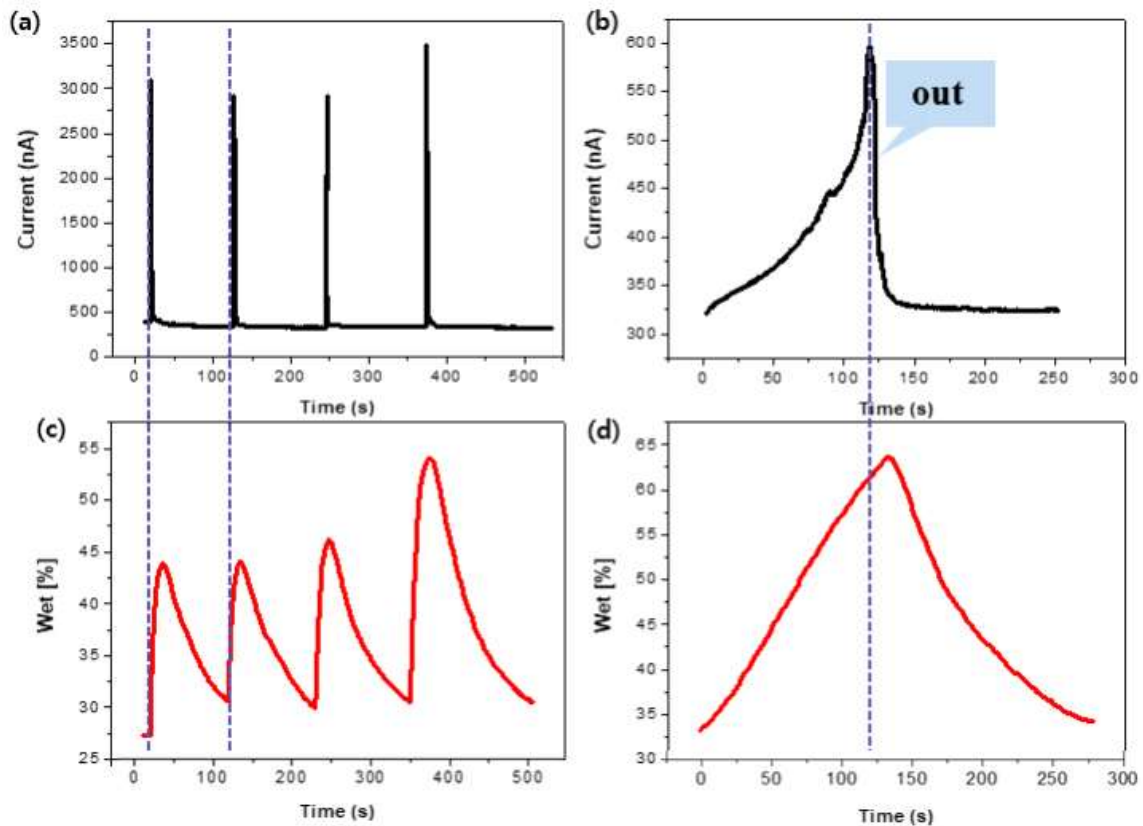 (a)
3500
3000
2500
2000
1500
1000
500
0
Current (nA)
0 100 200 300 400 500
Time (s)
(b)
600
550
500
450
400
350
300
Current (nA)
out
0 50 100 150 200 250 300
Time (s)
(c)
55
50
45
40
35
30
25
Wet [%]
0 100 200 300 400 500
Time (s)
(d)
65
60
55
50
45
40
35
30
Wet [%]
0 50 100 150 200 250 300
Time (s)